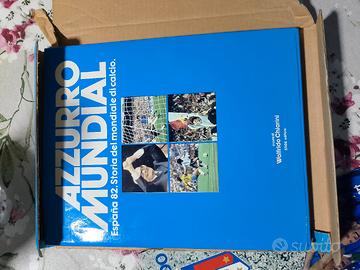 AZZURRO
MUNDIAL
España 82. Storia del mondiale di calcio.
Walfrido Chiarini
subito